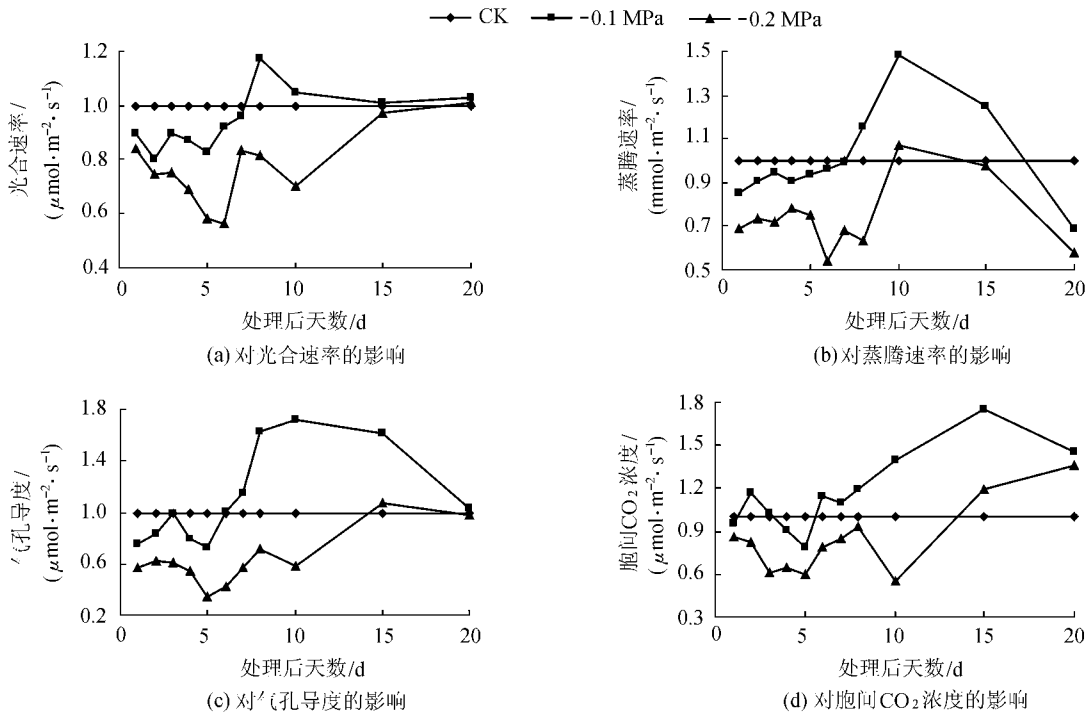 CK -0.1 MPa -0.2 MPa
光合速率/
(μmol·m⁻²·s⁻¹)
1.2
1.0
0.8
0.6
0.4
0 5 10 15 20
处理后天数/d
(a) 对光合速率的影响
蒸腾速率/
(mmol·m⁻²·s⁻¹)
1.5
1.3
1.1
0.9
0.7
0.5
0 5 10 15 20
处理后天数/d
(b) 对蒸腾速率的影响
气孔导度/
(μmol·m⁻²·s⁻¹)
1.8
1.4
1.0
0.6
0.2
0 5 10 15 20
处理后天数/d
(c) 对气孔导度的影响
胞间CO₂浓度/
(μmol·m⁻²·s⁻¹)
1.8
1.5
1.2
0.9
0.6
0.3
0 5 10 15 20
处理后天数/d
(d) 对胞间CO₂浓度的影响